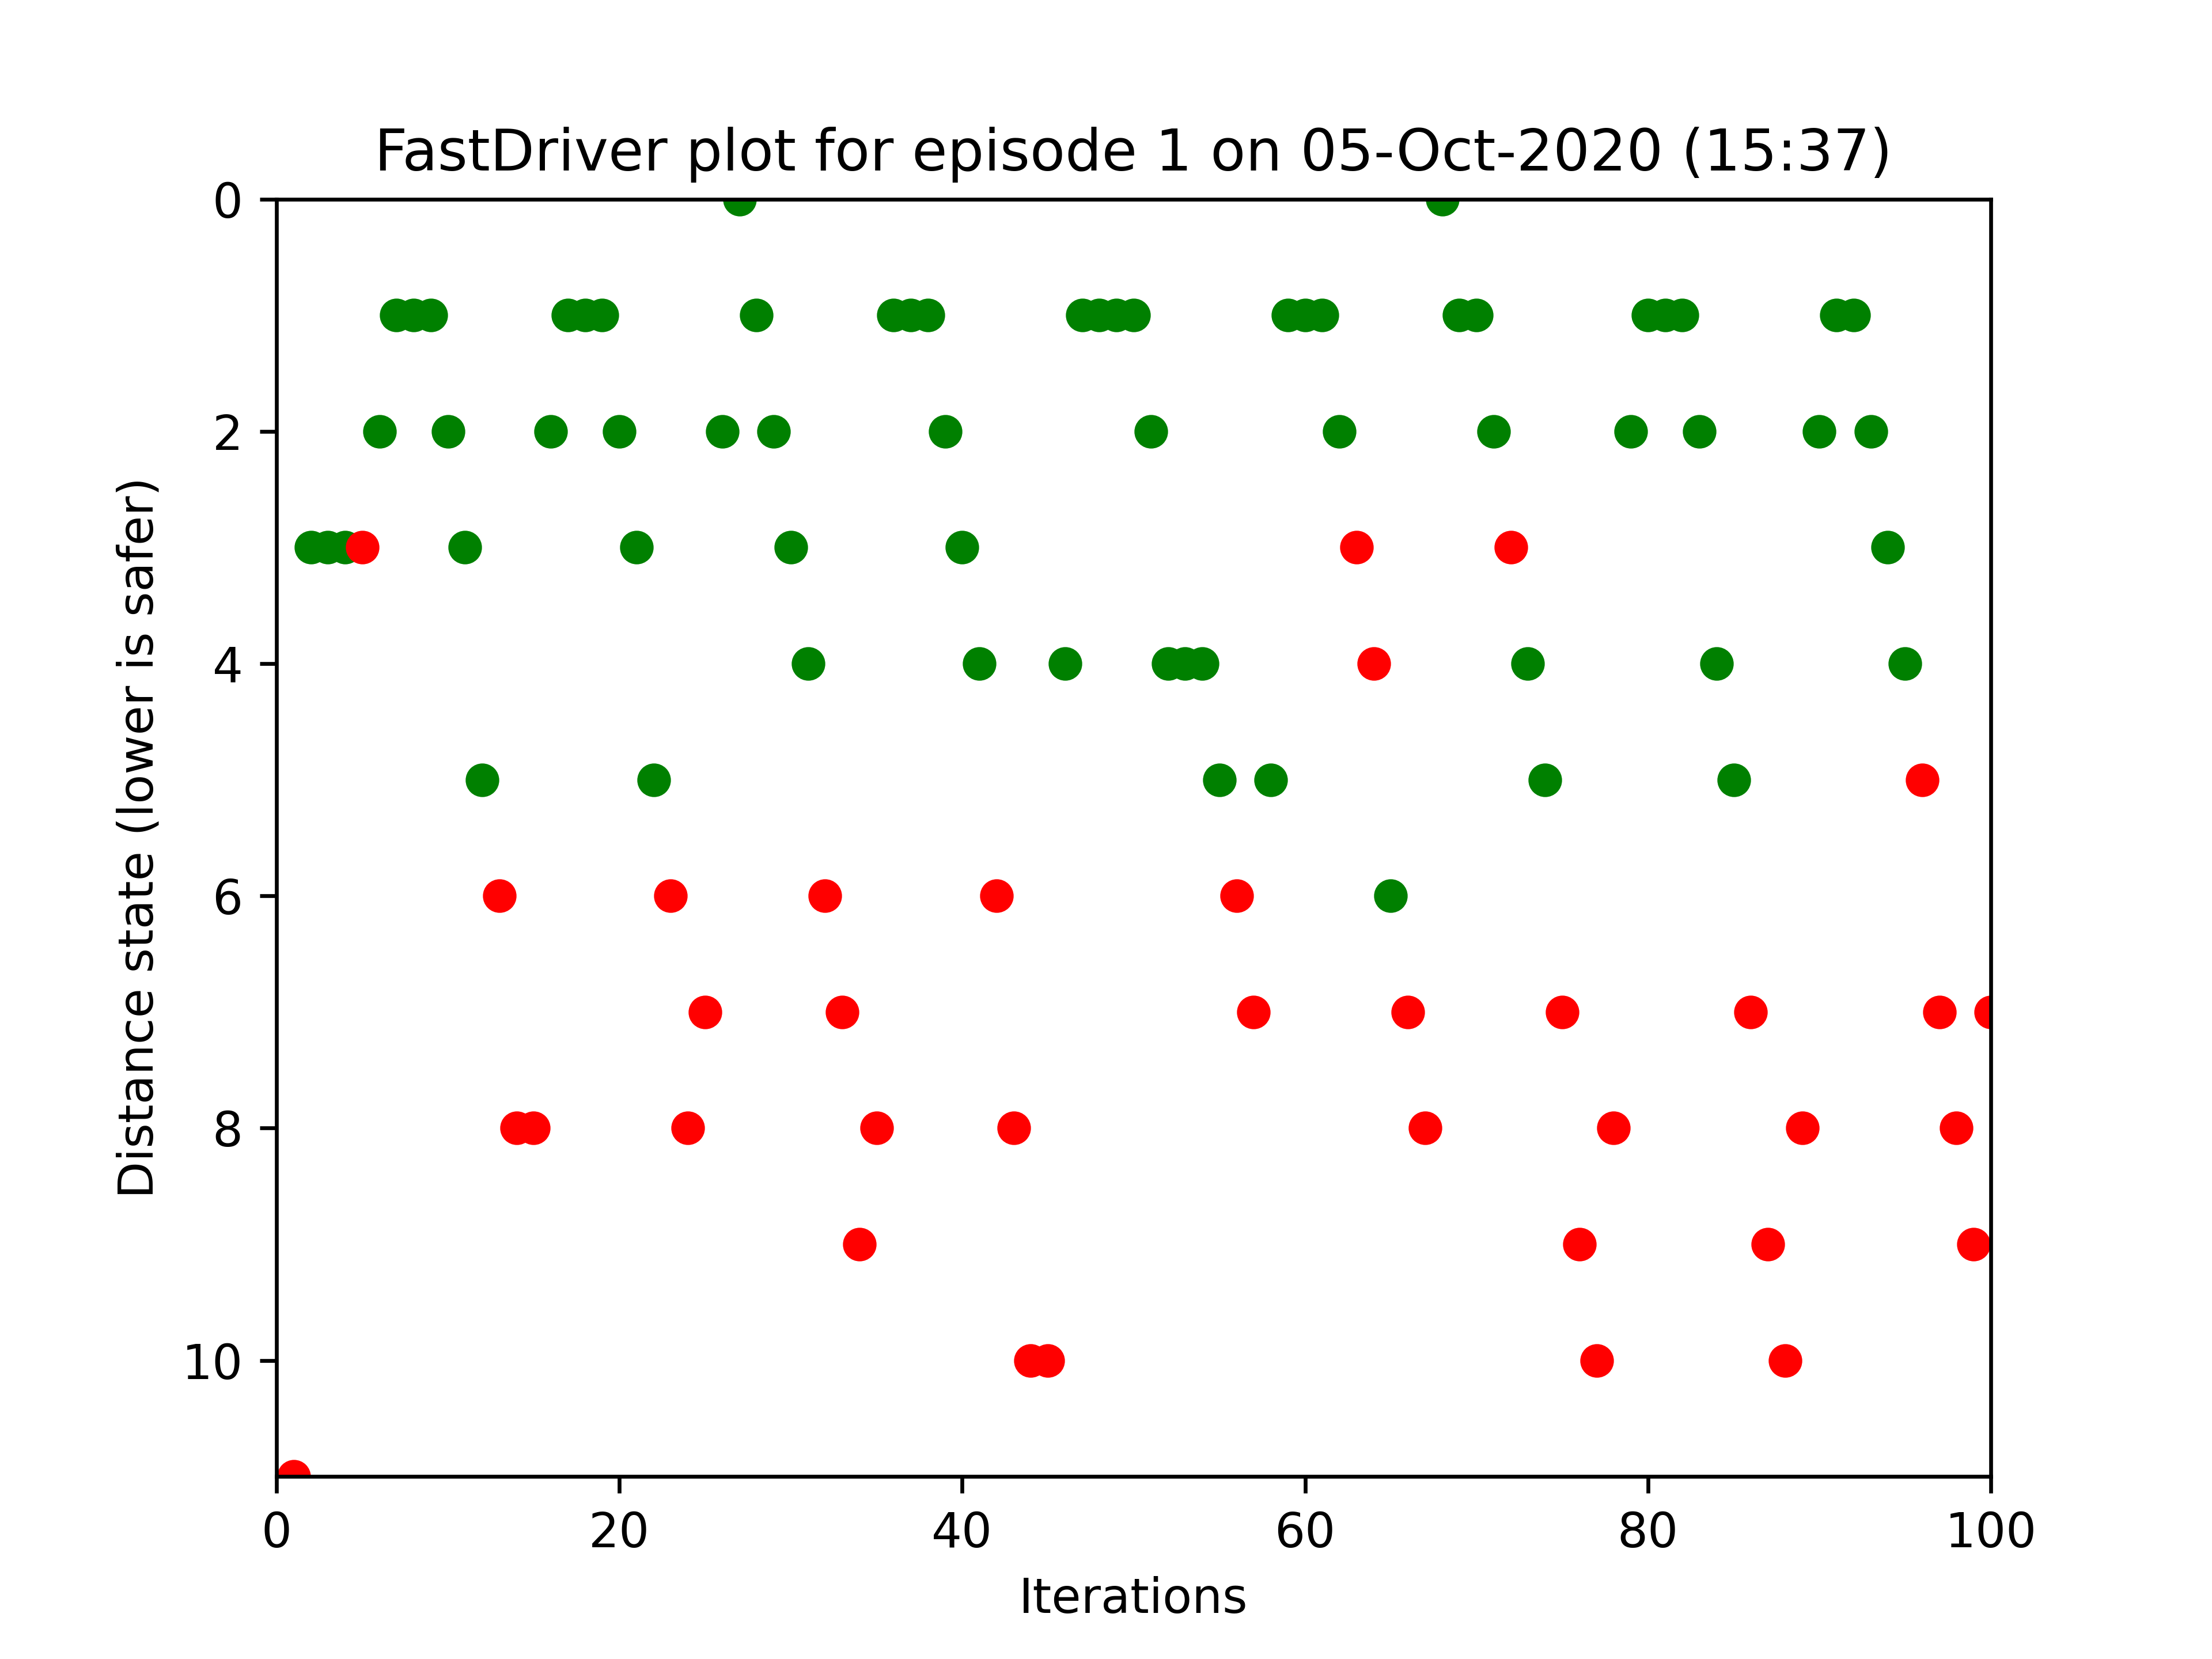 FastDriver plot for episode 1 on 05-Oct-2020 (15:37)
0
2
4
6
8
10
Distance state (lower is safer)
0 20 40 60 80 100
Iterations